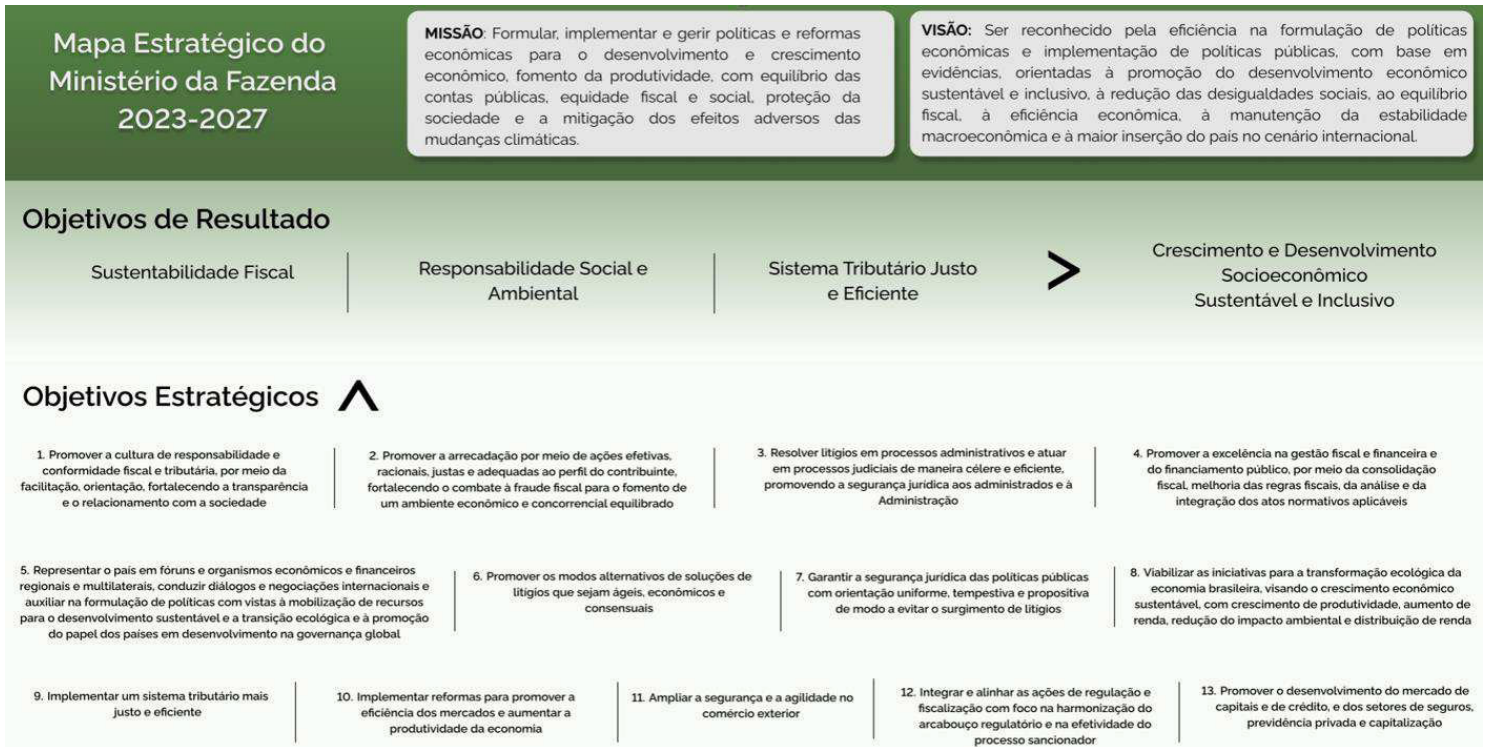 Mapa Estratégico do
Ministério da Fazenda
2023-2027
MISSÃO: Formular, implementar e gerir políticas e reformas
econômicas para o desenvolvimento e crescimento
econômico, fomento da produtividade, com equilíbrio das
contas públicas, equidade fiscal e social, proteção da
sociedade e a mitigação dos efeitos adversos das
mudanças climáticas.
VISÃO: Ser reconhecido pela eficiência na formulação de políticas
econômicas e implementação de políticas públicas, com base em
evidências, orientadas à promoção do desenvolvimento econômico
sustentável e inclusivo, à redução das desigualdades sociais, ao equilíbrio
fiscal, à eficiência econômica, à manutenção da estabilidade
macroeconômica e à maior inserção do país no cenário internacional.
Objetivos de Resultado
Sustentabilidade Fiscal
Responsabilidade Social e
Ambiental
Sistema Tributário Justo
e Eficiente
>
Crescimento e Desenvolvimento
Socioeconômico
Sustentável e Inclusivo
Objetivos Estratégicos
1. Promover a cultura de responsabilidade e
conformidade fiscal e tributária, por meio da
facilitação, orientação, fortalecendo a transparência
e o relacionamento com a sociedade
2. Promover a arrecadação por meio de ações efetivas,
racionais, justas e adequadas ao perfil do contribuinte,
fortalecendo o combate à fraude fiscal para o fomento de
um ambiente econômico e concorrencial equilibrado
3. Resolver litígios em processos administrativos e atuar
em processos judiciais de maneira célere e eficiente,
promovendo a segurança jurídica aos administrados e à
Administração
4. Promover a excelência na gestão fiscal e financeira e
do financiamento público, por meio da consolidação
fiscal, melhoria das regras fiscais, da análise e da
integração dos atos normativos aplicáveis
5. Representar o país em fóruns e organismos econômicos e financeiros
regionais e multilaterais, conduzir diálogos e negociações internacionais e
auxiliar na formulação de políticas com vistas à mobilização de recursos
para o desenvolvimento sustentável e a transição ecológica e à promoção
do papel dos países em desenvolvimento na governança global
6. Promover os modos alternativos de soluções de
litígios que sejam ágeis, econômicos e
consensuais
7. Garantir a segurança jurídica das políticas públicas
com orientação uniforme, tempestiva e propositiva
de modo a evitar o surgimento de litígios
8. Viabilizar as iniciativas para a transformação ecológica da
economia brasileira, visando o crescimento econômico
sustentável, com crescimento de produtividade, aumento de
renda, redução do impacto ambiental e distribuição de renda
9. Implementar um sistema tributário mais
justo e eficiente
10. Implementar reformas para promover a
eficiência dos mercados e aumentar a
produtividade da economia
11. Ampliar a segurança e a agilidade no
comércio exterior
12. Integrar e alinhar as ações de regulação e
fiscalização com foco na harmonização do
arcabouço regulatório e na efetividade do
processo sancionador
13. Promover o desenvolvimento do mercado de
capitais e de crédito, e dos setores de seguros,
previdência privada e capitalização